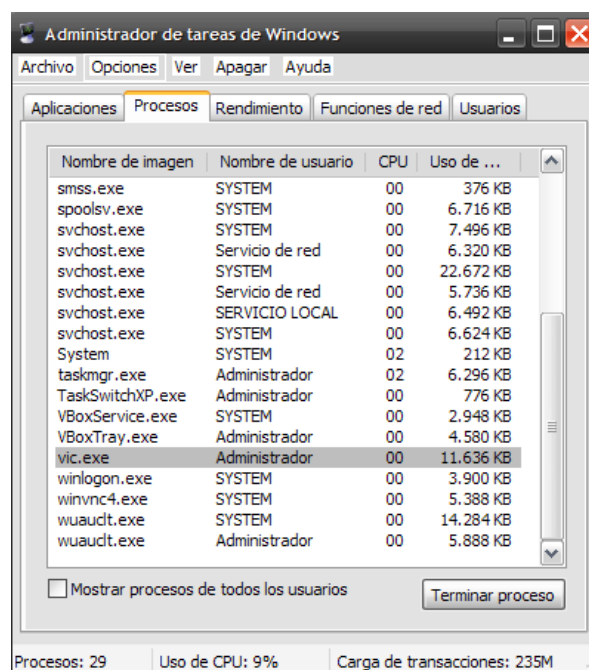 Administrador de tareas de Windows
Archivo Opciones Ver Apagar Ayuda
Aplicaciones Procesos Rendimiento Funciones de red Usuarios
Nombre de imagen Nombre de usuario CPU Uso de ...
smss.exe SYSTEM 00 376 KB
spoolsv.exe SYSTEM 00 6.716 KB
svchost.exe SYSTEM 00 7.496 KB
svchost.exe Servicio de red 00 6.320 KB
svchost.exe SYSTEM 00 22.672 KB
svchost.exe Servicio de red 00 5.736 KB
svchost.exe SERVICIO LOCAL 00 6.492 KB
svchost.exe SYSTEM 00 6.624 KB
System SYSTEM 02 212 KB
taskmgr.exe Administrador 02 6.296 KB
TaskSwitchXP.exe Administrador 00 776 KB
VBoxService.exe SYSTEM 00 2.948 KB
VBoxTray.exe Administrador 00 4.580 KB
vic.exe Administrador 00 11.636 KB
winlogon.exe SYSTEM 00 3.900 KB
winvnc4.exe SYSTEM 00 5.388 KB
wuauclt.exe SYSTEM 00 14.284 KB
wuauclt.exe Administrador 00 5.888 KB
Mostrar procesos de todos los usuarios Terminar proceso
Procesos: 29 Uso de CPU: 9% Carga de transacciones: 235M